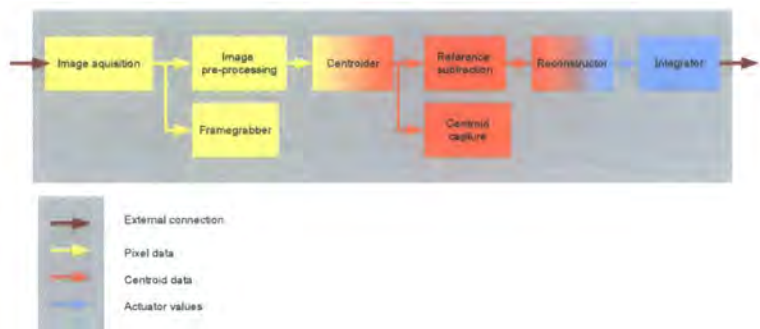 Image aquisition
Image
pre-processing
Centroider
Reference
subtraction
Reconstructor
Integrator
Framegrabber
Centroid
capture
External connection
Pixel data
Centroid data
Actuator values